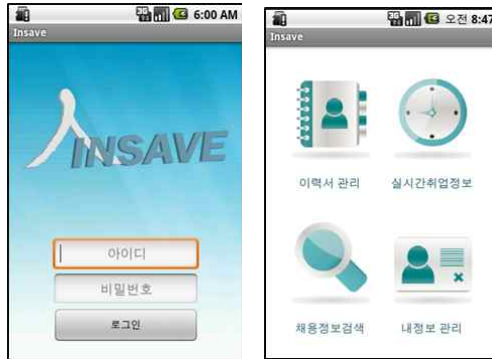 6:00 AM
Insave
INSAVE
아이디
비밀번호
로그인
오전 8:47
Insave
이력서 관리
실시간취업정보
채용정보검색
내정보 관리